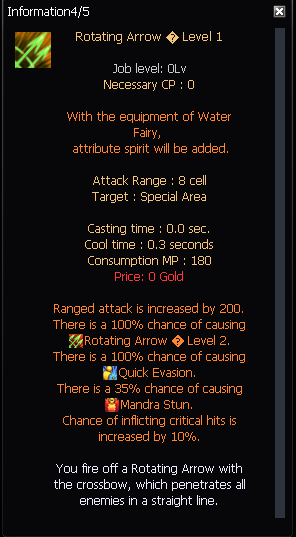 Information4/5
Rotating Arrow � Level 1
Job level: 0Lv
Necessary CP : 0
With the equipment of Water
Fairy,
attribute spirit will be added.
Attack Range : 8 cell
Target : Special Area
Casting time : 0.0 sec.
Cool time : 0.3 seconds
Consumption MP : 180
Price: 0 Gold
Ranged attack is increased by 200.
There is a 100% chance of causing
Rotating Arrow � Level 2.
There is a 100% chance of causing
Quick Evasion.
There is a 35% chance of causing
Mandra Stun.
Chance of inflicting critical hits is
increased by 10%.
You fire off a Rotating Arrow with
the crossbow, which penetrates all
enemies in a straight line.